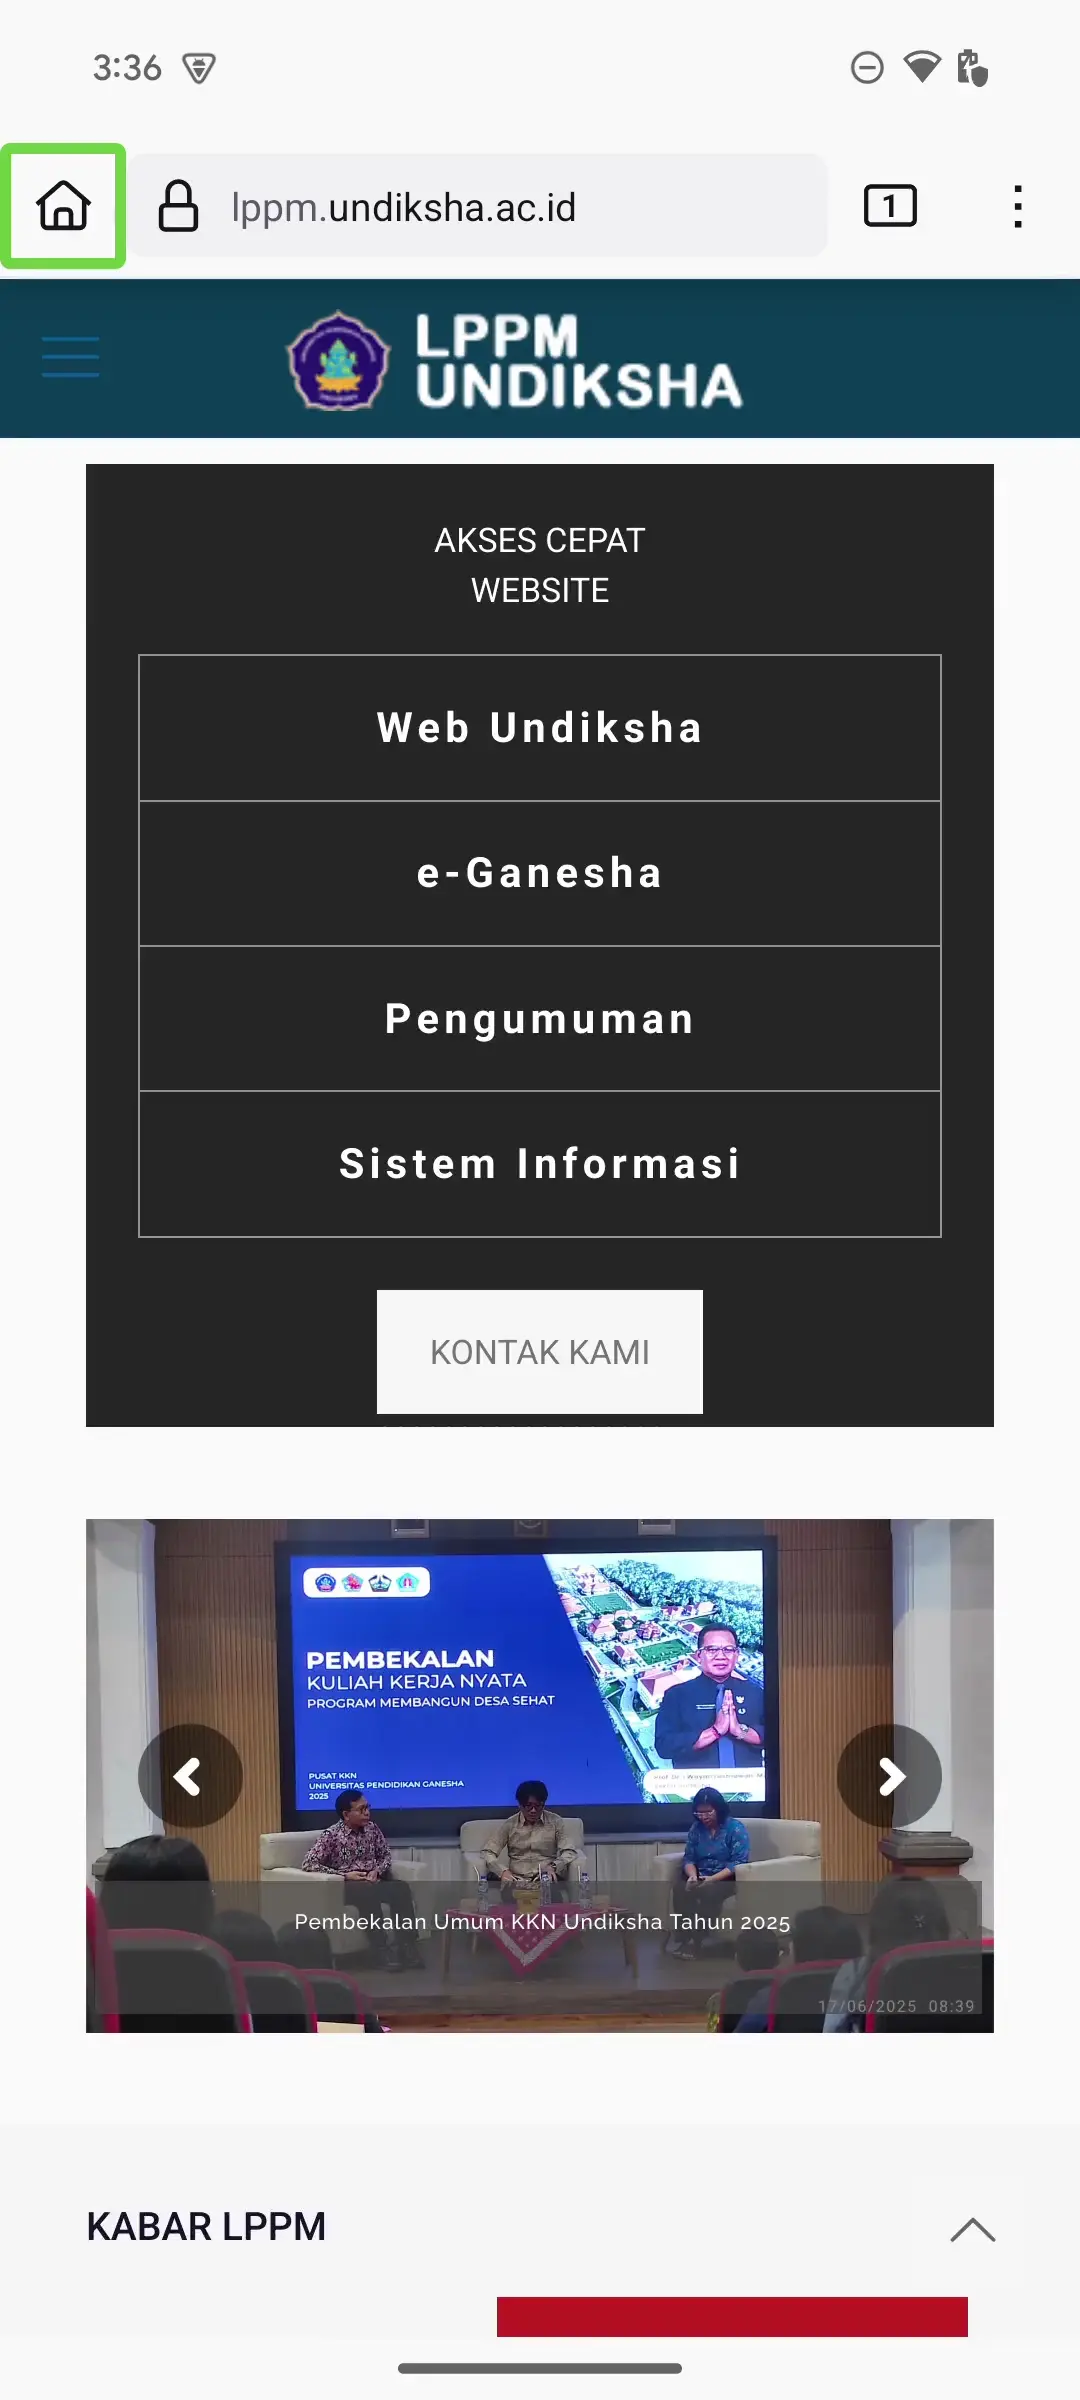 3:36
lppm.undiksha.ac.id
1
LPPM
UNDIKSHA
AKSES CEPAT
WEBSITE
Web Undiksha
e-Ganesha
Pengumuman
Sistem Informasi
KONTAK KAMI
PEMBEKALAN
KULIAH KERJA NYATA
PROGRAM MEMBANGUN DESA SEHAT
PUSAT KKN
UNIVERSITAS PENDIDIKAN GANESHA
2025
Pembekalan Umum KKN Undiksha Tahun 2025
17/06/2025 08:39
KABAR LPPM